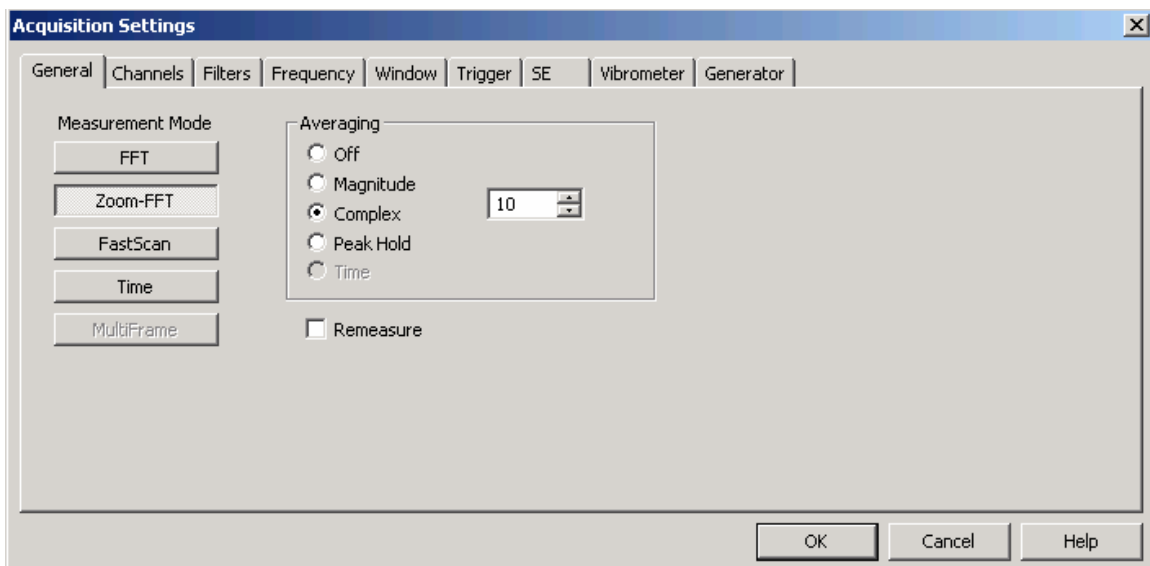 Acquisition Settings
General Channels Filters Frequency Window Trigger SE Vibrometer Generator
Measurement Mode
FFT
Zoom-FFT
FastScan
Time
MultiFrame
Averaging
Off
Magnitude
Complex
Peak Hold
Time
10
Remeasure
OK Cancel Help